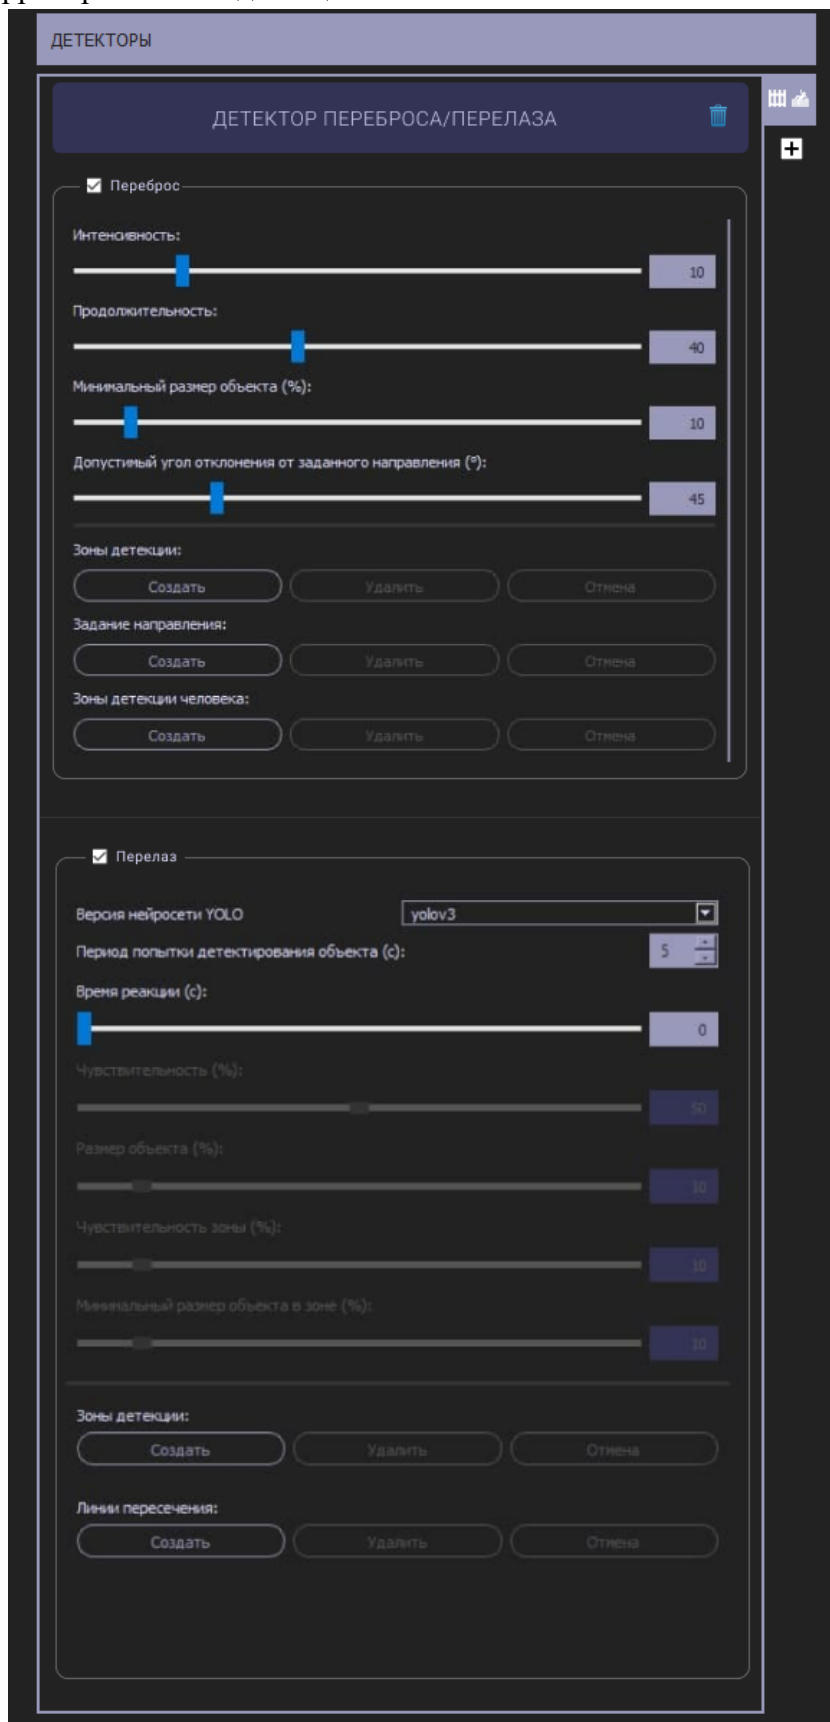 ДЕТЕКТОРЫ
ДЕТЕКТОР ПЕРЕБРОСА/ПЕРЕЛАЗА
Переброс
Интенсивность:
10
Продолжительность:
40
Минимальный размер объекта (%):
10
Допустимый угол отклонения от заданного направления (°):
45
Зоны детекции:
Создать Удалить Отмена
Задание направления:
Создать Удалить Отмена
Зоны детекции человека:
Создать Удалить Отмена
Перелаз
Версия нейросети YOLO yolov3
Период попытки детектирования объекта (с): 5
Время реакции (с):
0
Чувствительность (%):
50
Размер объекта (%):
10
Чувствительность зоны (%):
10
Минимальный размер объекта в зоне (%):
10
Зоны детекции:
Создать Удалить Отмена
Линии пересечения:
Создать Удалить Отмена